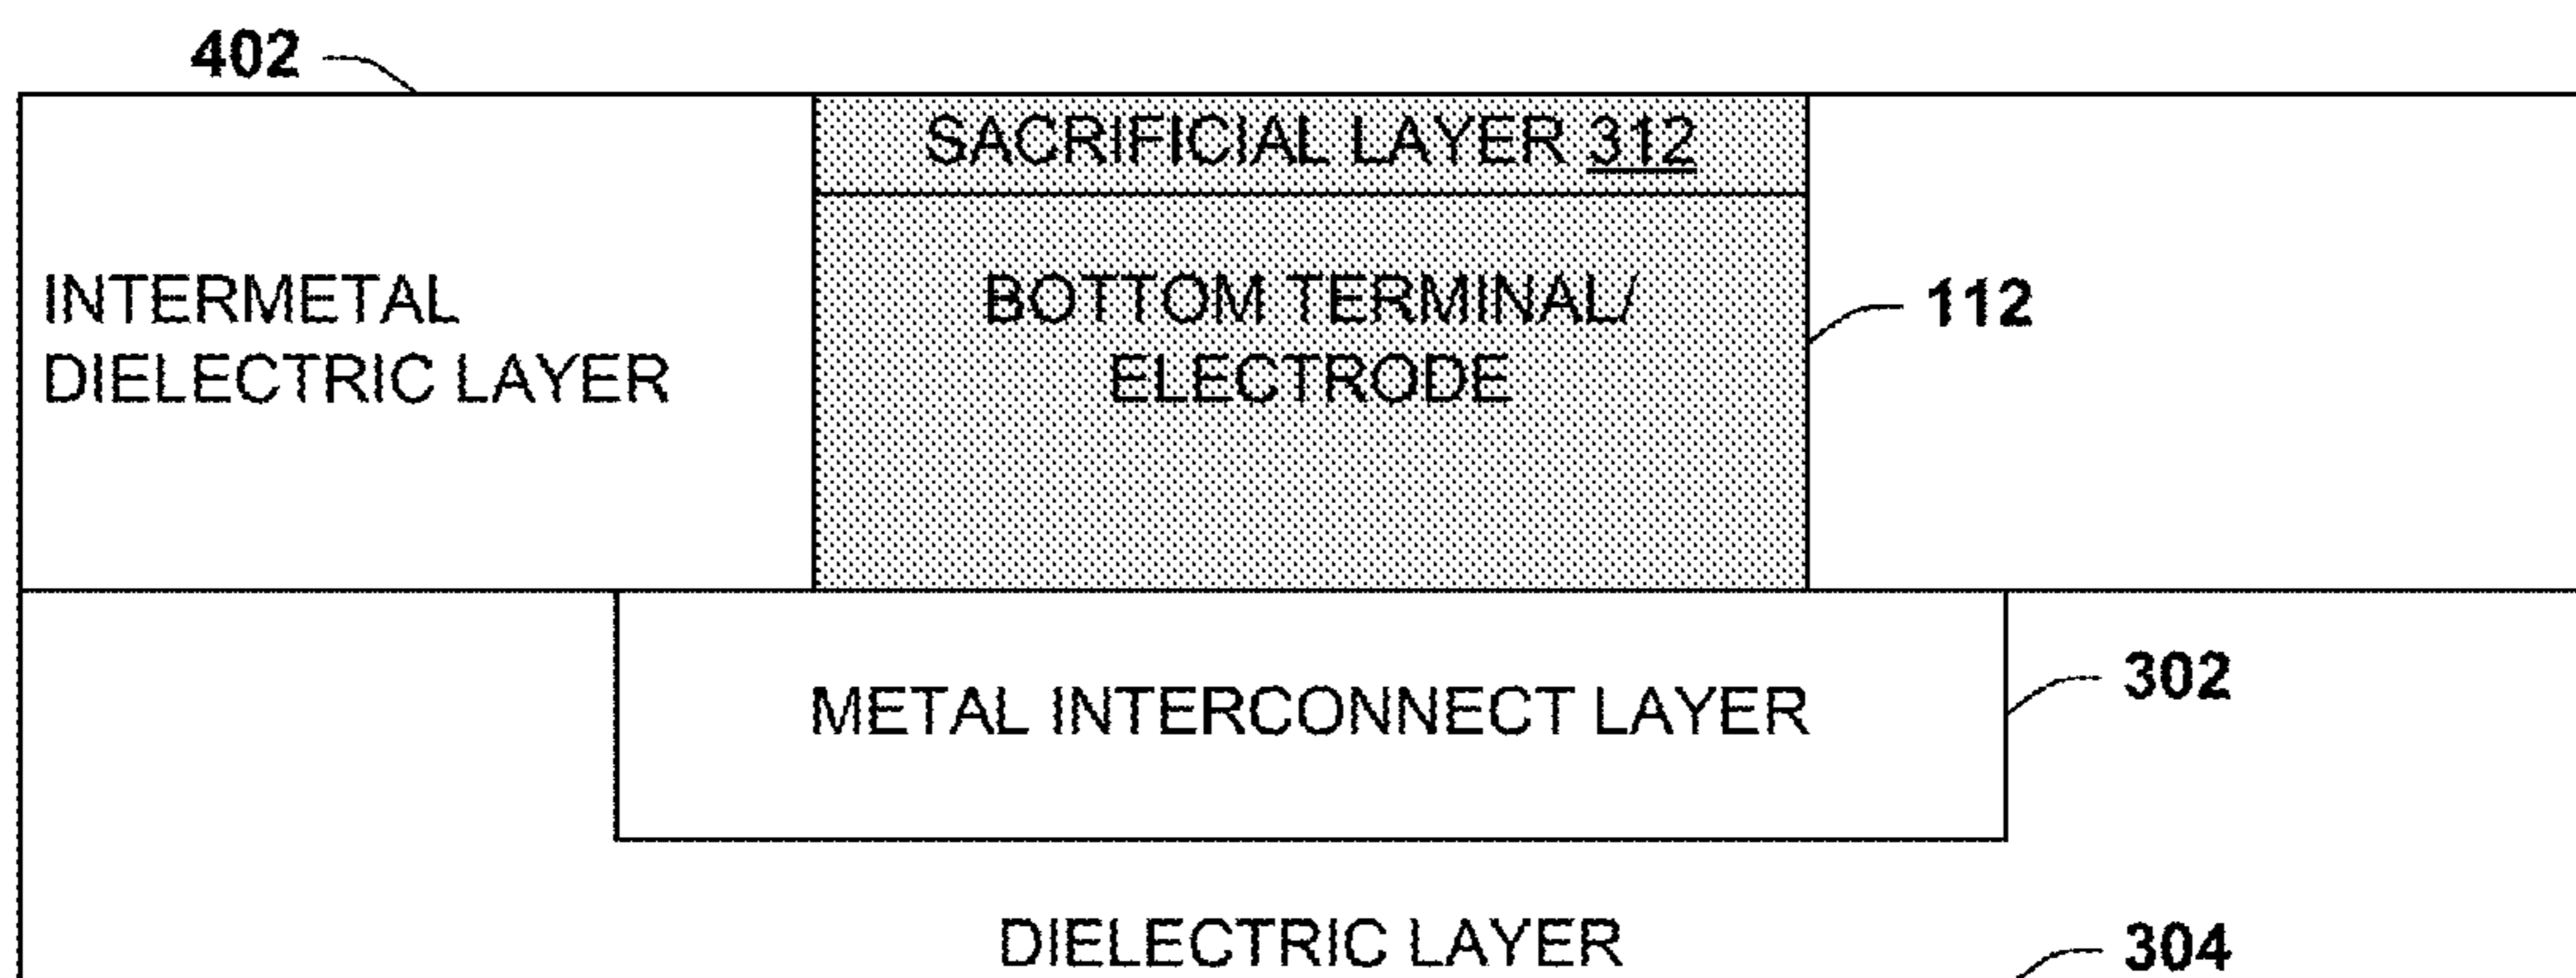 402
SACRIFICIAL LAYER 312
INTERMETAL
DIELECTRIC LAYER
BOTTOM TERMINAL/
ELECTRODE
112
METAL INTERCONNECT LAYER
302
DIELECTRIC LAYER
304